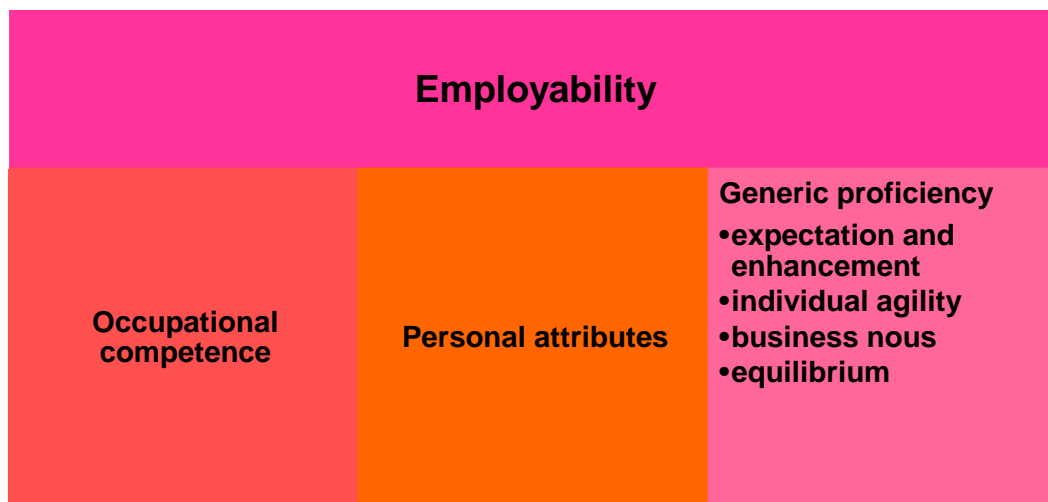 Employability
Occupational
competence
Personal attributes
Generic proficiency
•expectation and
enhancement
•individual agility
•business nous
•equilibrium